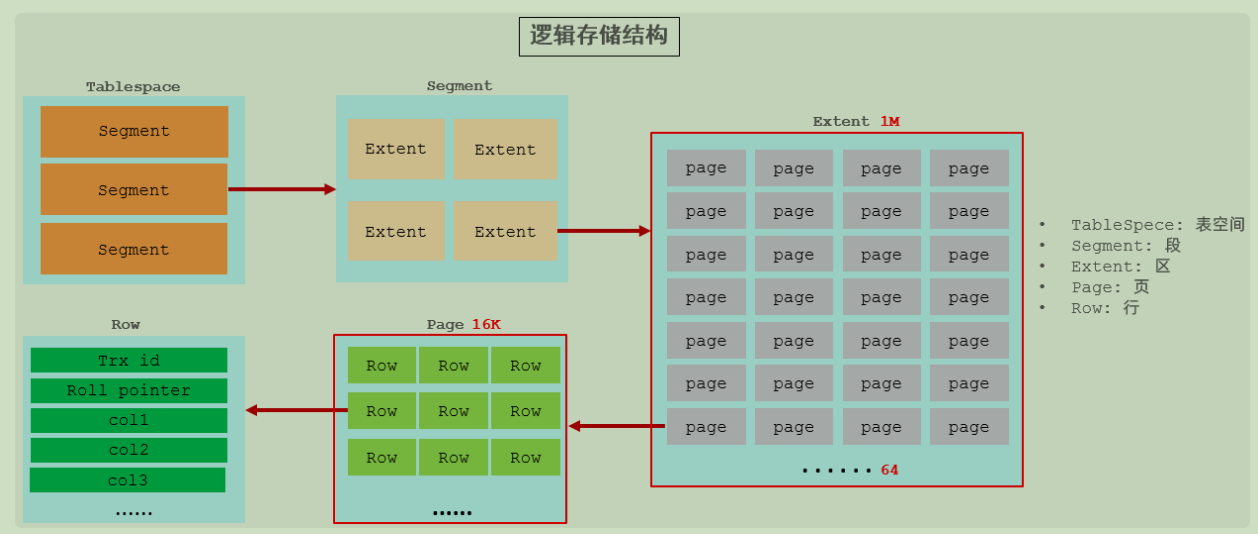 逻辑存储结构
Tablespace
Segment
Segment
Segment
Segment
Extent Extent
Extent Extent
Extent 1M
page page page page
page page page page
page page page page
page page page page
page page page page
page page page page
page page page page
...... 64
• TableSpece: 表空间
• Segment: 段
• Extent: 区
• Page: 页
• Row: 行
Row
Trx id
Roll pointer
col1
col2
col3
......
Page 16K
Row Row Row
Row Row Row
Row Row Row
......